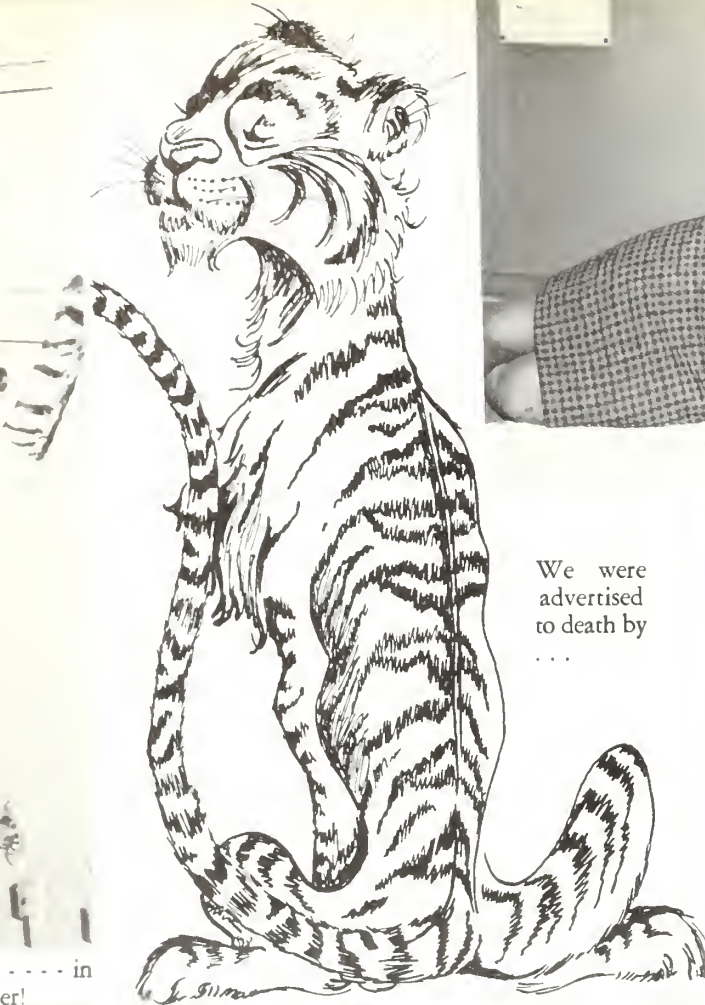 We were
advertised
to death by
. . .
. . . . in
er!